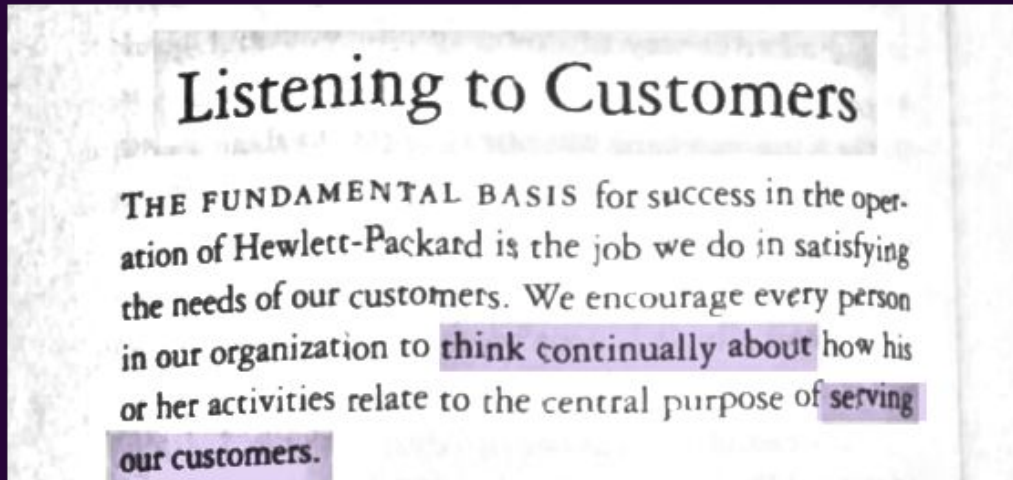 Listening to Customers
THE FUNDAMENTAL BASIS for success in the oper-
ation of Hewlett-Packard is the job we do in satisfying
the needs of our customers. We encourage every person
in our organization to think continually about how his
or her activities relate to the central purpose of serving
our customers.